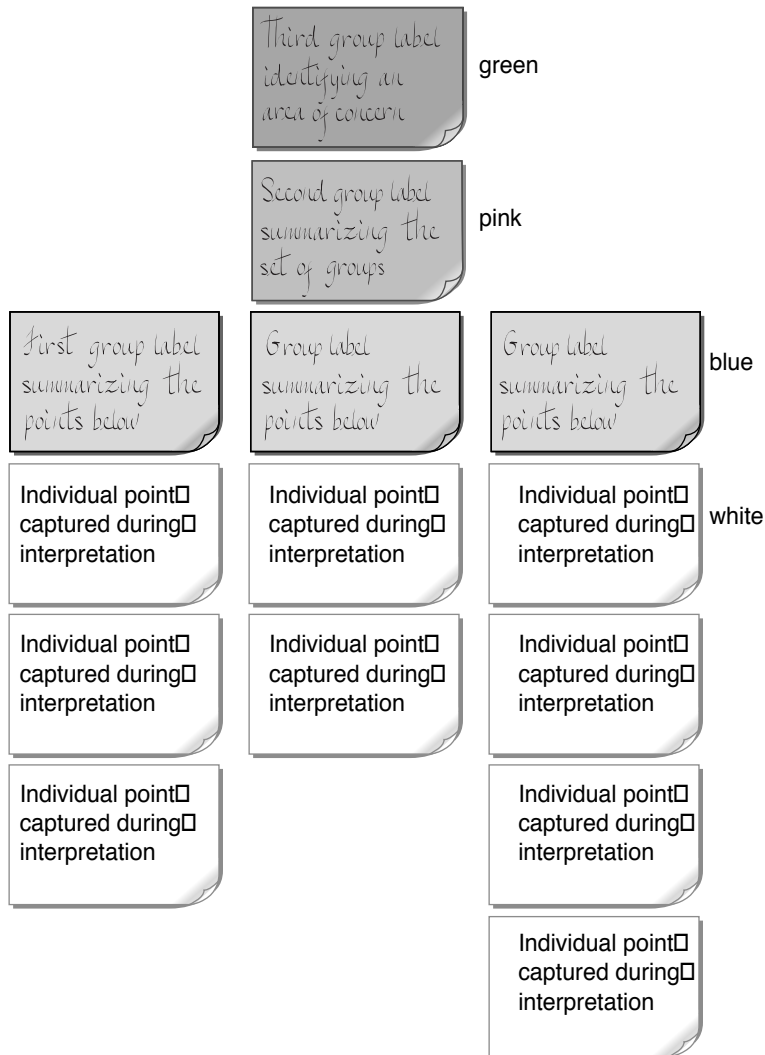 Third group label
identifying an
area of concern
green
Second group label
summarizing the
set of groups
pink
First group label
summarizing the
points below
Group label
summarizing the
points below
Group label
summarizing the
points below
blue
Individual point□
captured during□
interpretation
Individual point□
captured during□
interpretation
Individual point□
captured during□
interpretation
white
Individual point□
captured during□
interpretation
Individual point□
captured during□
interpretation
Individual point□
captured during□
interpretation
Individual point□
captured during□
interpretation
Individual point□
captured during□
interpretation
Individual point□
captured during□
interpretation